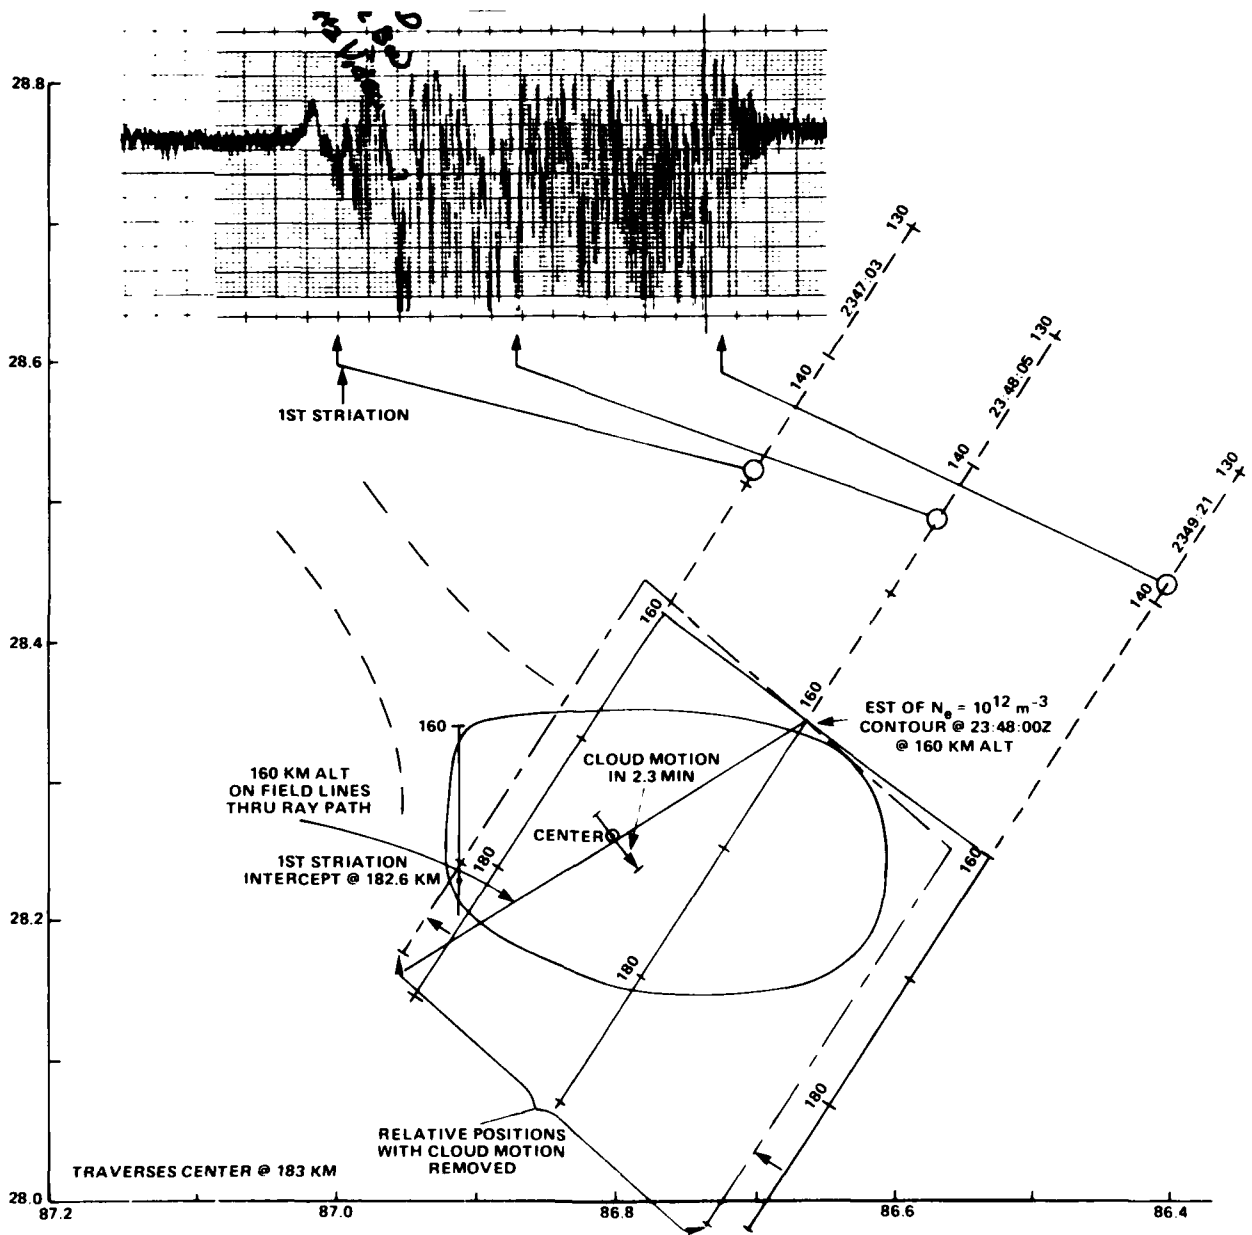 28.8
130
2347:03
130
23:48:05
28.6
140
1ST STRIATION
140
130
2349:21
140
28.4
160
160
EST OF Ne = 10¹² m⁻³
CONTOUR @ 23:48:00Z
@ 160 KM ALT
160
CLOUD MOTION
IN 2.3 MIN
160 KM ALT
ON FIELD LINES
THRU RAY PATH
CENTER
180
160
1ST STRIATION
INTERCEPT @ 182.6 KM
28.2
180
180
RELATIVE POSITIONS
WITH CLOUD MOTION
REMOVED
TRAVERSES CENTER @ 183 KM
28.0
87.2
87.0
86.8
86.6
86.4